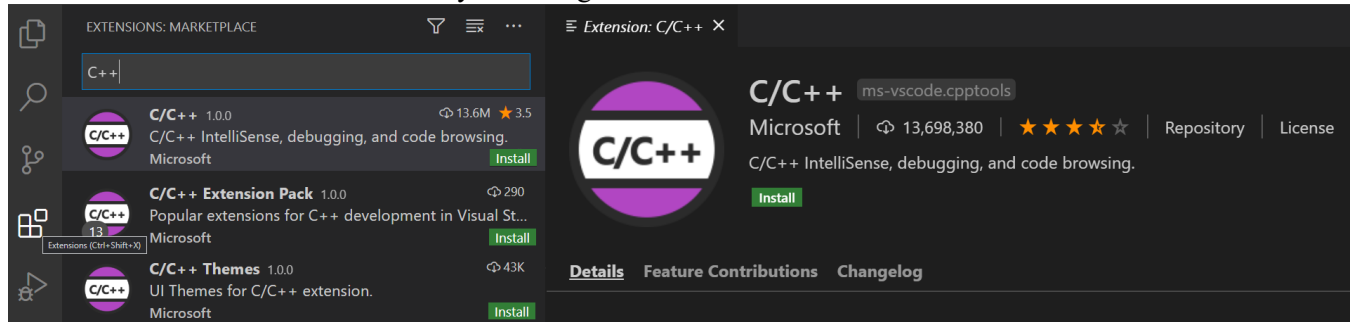 EXTENSIONS: MARKETPLACE
C++
C/C++ 1.0.0 13.6M 3.5
C/C++ IntelliSense, debugging, and code browsing.
Microsoft Install
C/C++
C/C++ Extension Pack 1.0.0 290
Popular extensions for C++ development in Visual St...
Microsoft Install
C/C++
13
Extensions (Ctrl+Shift+X)
C/C++ Themes 1.0.0 43K
UI Themes for C/C++ extension.
Microsoft Install
C/C++
Extension: C/C++
C/C++
C/C++ ms-vscode.cpptools
Microsoft 13,698,380 Repository License
C/C++ IntelliSense, debugging, and code browsing.
Install
Details Feature Contributions Changelog